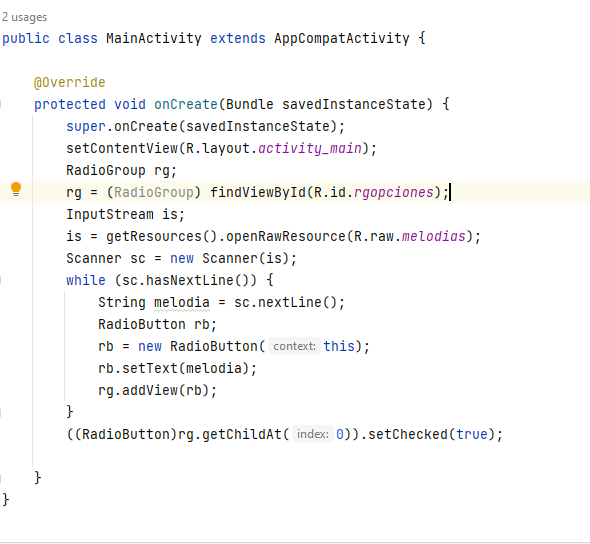 2 usages
public class MainActivity extends AppCompatActivity {
@Override
protected void onCreate(Bundle savedInstanceState) {
super.onCreate(savedInstanceState);
setContentView(R.layout.activity_main);
RadioGroup rg;
rg = (RadioGroup) findViewById(R.id.rgopciones);
InputStream is;
is = getResources().openRawResource(R.raw.melodias);
Scanner sc = new Scanner(is);
while (sc.hasNextLine()) {
String melodia = sc.nextLine();
RadioButton rb;
rb = new RadioButton( context: this);
rb.setText(melodia);
rg.addView(rb);
}
((RadioButton)rg.getChildAt( index: 0)).setChecked(true);
}
}